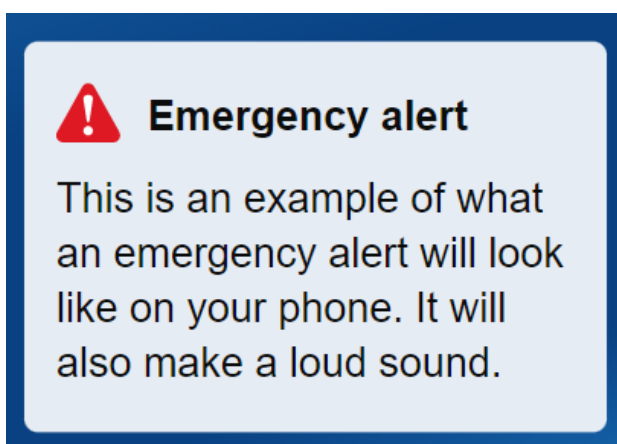 Emergency alert
This is an example of what
an emergency alert will look
like on your phone. It will
also make a loud sound.